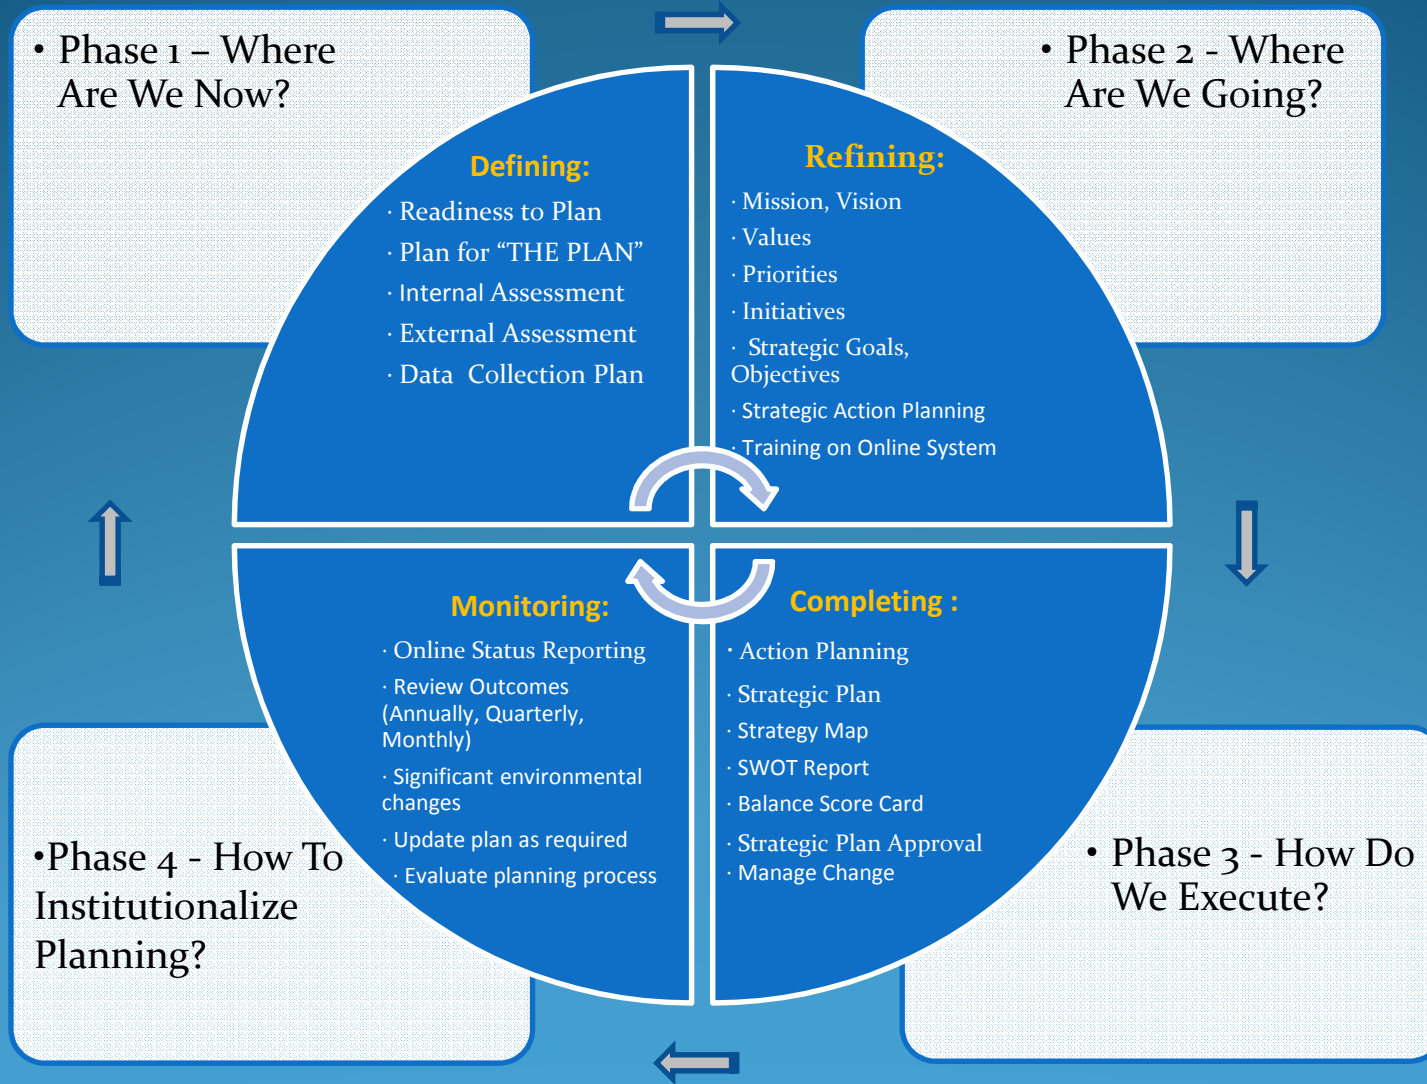 • Phase 1 – Where
Are We Now?
Defining:
· Readiness to Plan
· Plan for “THE PLAN”
· Internal Assessment
· External Assessment
· Data Collection Plan
• Phase 2 - Where
Are We Going?
Refining:
· Mission, Vision
· Values
· Priorities
· Initiatives
· Strategic Goals,
Objectives
· Strategic Action Planning
· Training on Online System
• Phase 3 - How Do
We Execute?
Completing :
· Action Planning
· Strategic Plan
· Strategy Map
· SWOT Report
· Balance Score Card
· Strategic Plan Approval
· Manage Change
•Phase 4 - How To
Institutionalize
Planning?
Monitoring:
· Online Status Reporting
· Review Outcomes
(Annually, Quarterly,
Monthly)
· Significant environmental
changes
· Update plan as required
· Evaluate planning process